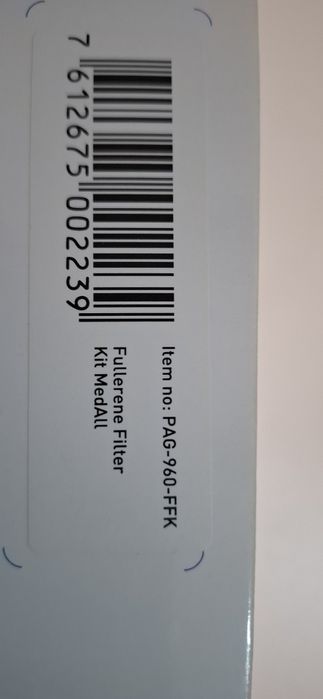 7 612675 002239
Item no: PAG-960-FFK
Fullerene Filter
Kit MedAll